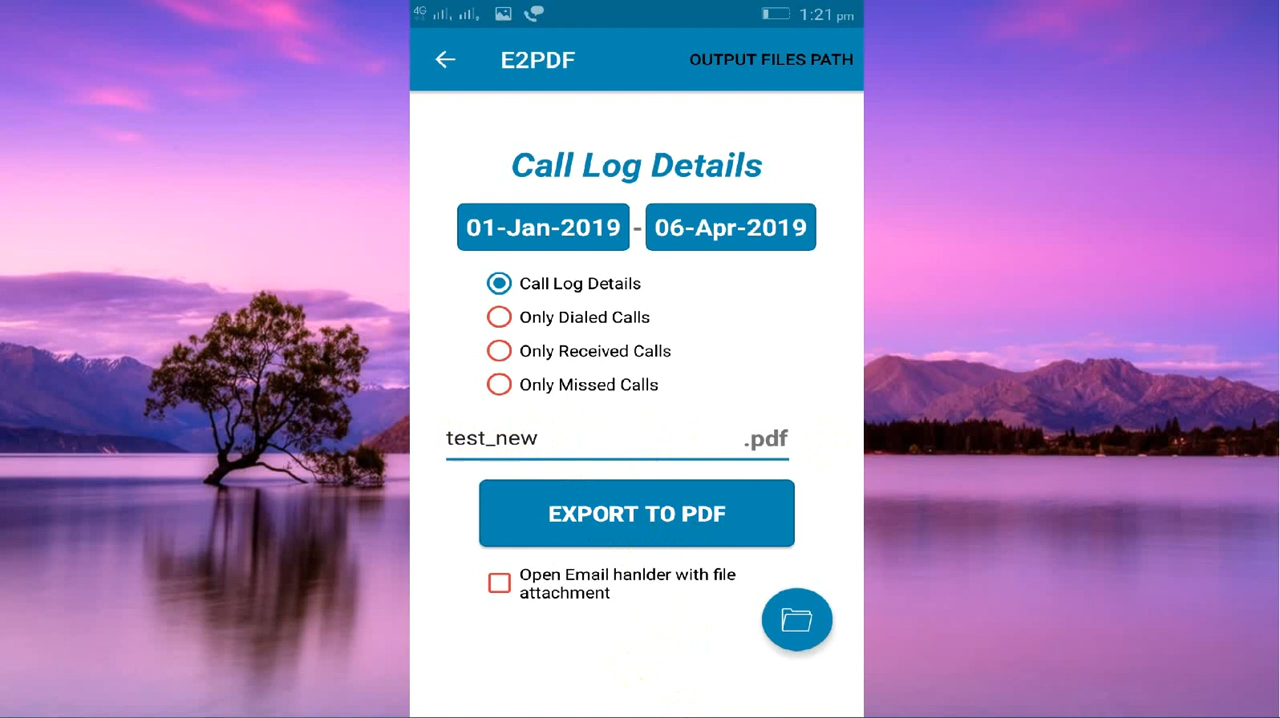 4G 1:21 pm
E2PDF OUTPUT FILES PATH
Call Log Details
01-Jan-2019 - 06-Apr-2019
Call Log Details
Only Dialed Calls
Only Received Calls
Only Missed Calls
test_new .pdf
EXPORT TO PDF
Open Email hanlder with file
attachment